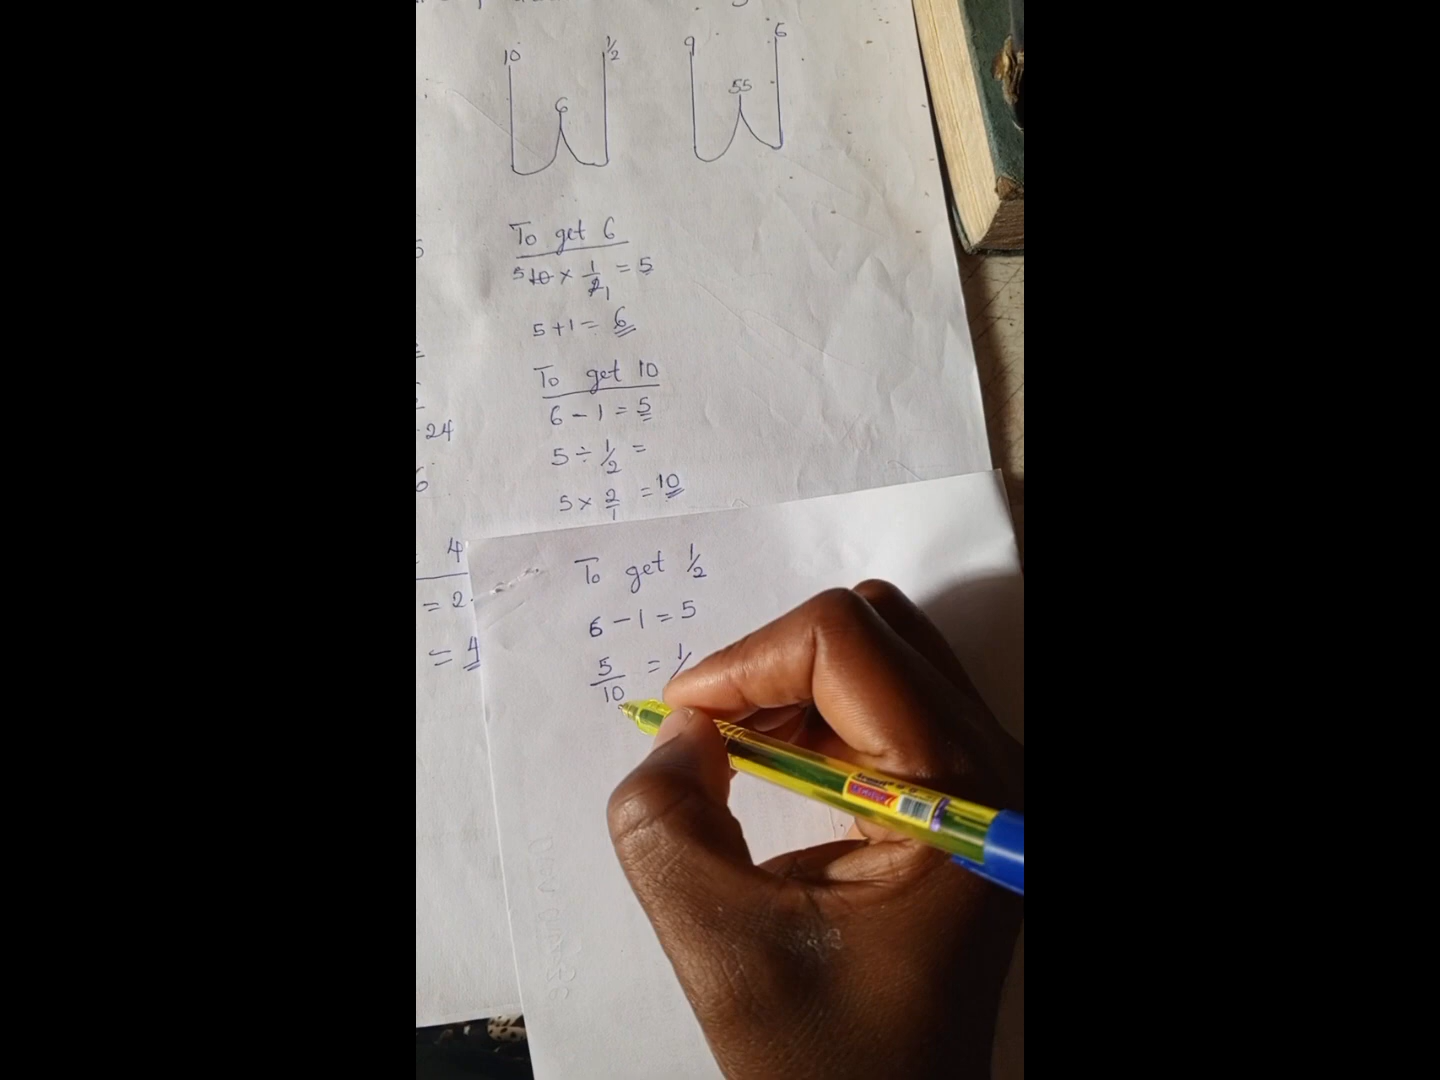 10 1/2 9 6
6 55
To get 6
5 10 × 1/2 1 = 5
5+1= 6
To get 10
6 - 1 = 5
5 ÷ 1/2 =
5 × 2/1 = 10
24
6
4
= 2
= 4
To get 1/2
6 - 1 = 5
5/10 = 1/